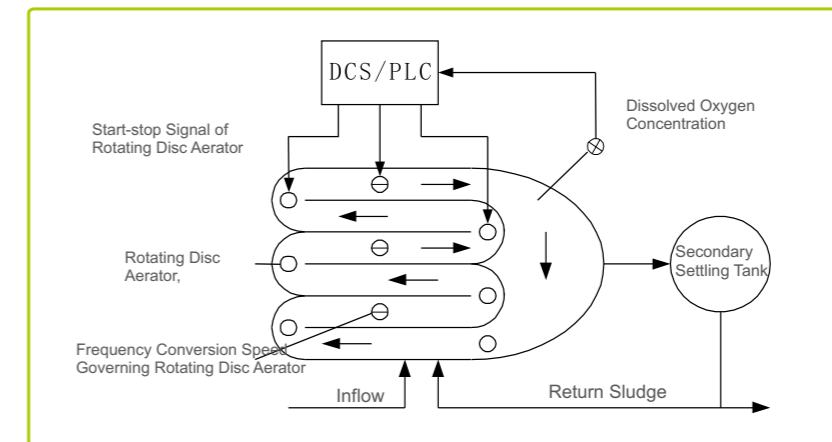 DCS/PLC
Dissolved Oxygen
Concentration
Start-stop Signal of
Rotating Disc Aerator
Rotating Disc
Aerator,
Secondary
Settling Tank
Frequency Conversion Speed
Governing Rotating Disc Aerator
Inflow
Return Sludge